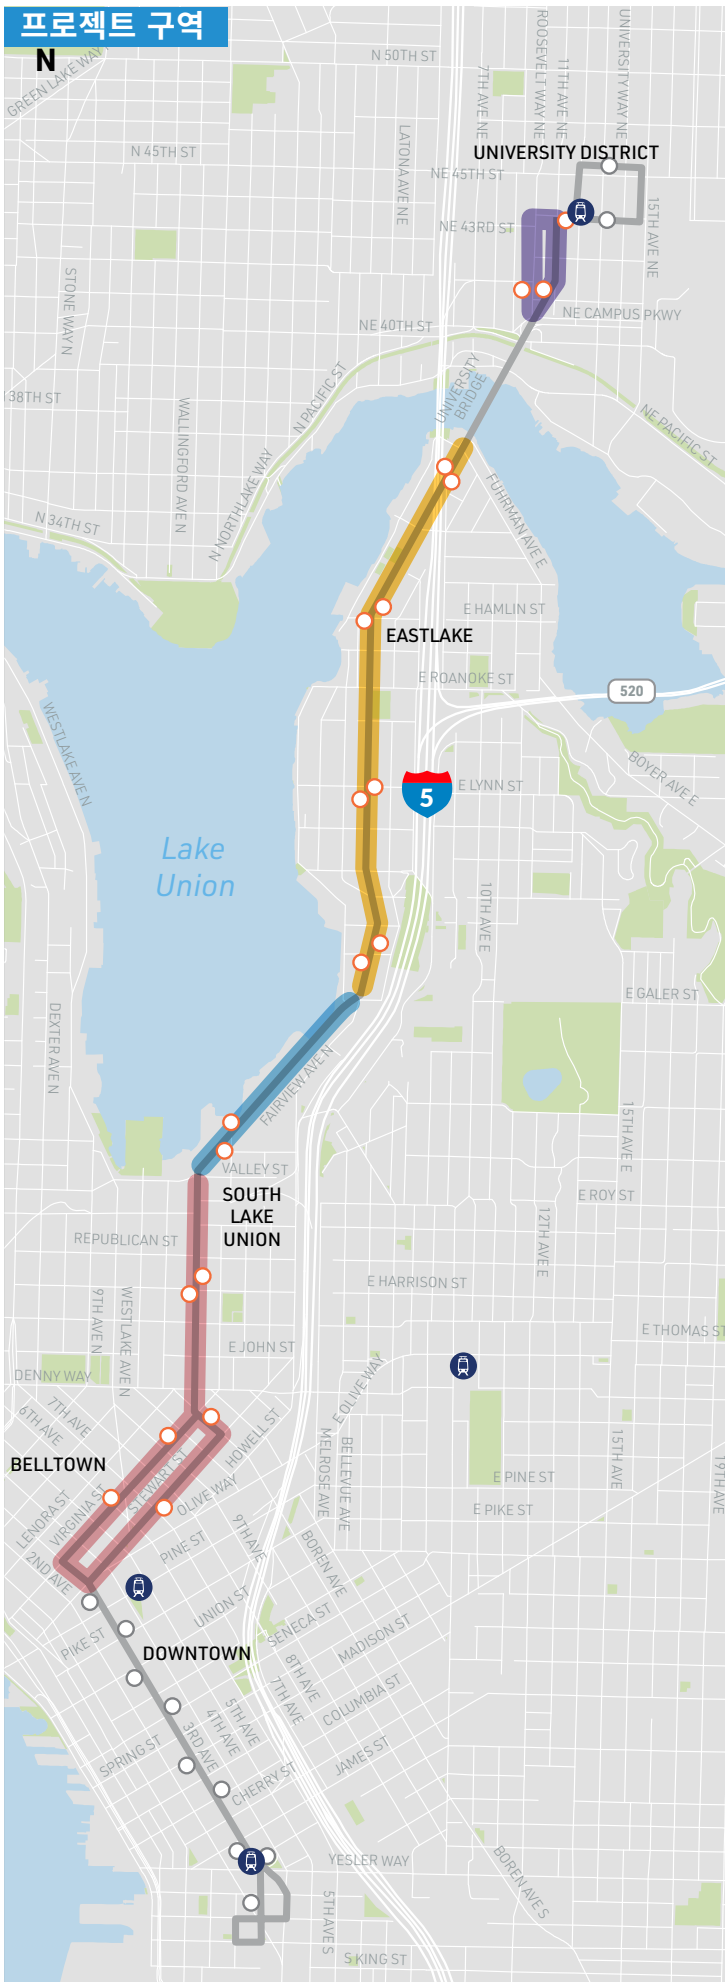 프로젝트 구역
N
GREEN LAKE WAY N
N 50TH ST
7TH AVE NE
ROOSEVELT WAY NE
11TH AVE NE
UNIVERSITY WAY NE
LATONA AVE NE
N 45TH ST
UNIVERSITY DISTRICT
NE 45TH ST
15TH AVE NE
NE 43RD ST
STONE WAY N
NE CAMPUS PKWY
NE 40TH ST
N 38TH ST
WALLINGFORD AVE N
N PACIFIC ST
UNIVERSITY
BRIDGE
NE PACIFIC ST
N NORTHLAKE WAY
FUHRMAN AVE E
N 34TH ST
E HAMLIN ST
EASTLAKE
E ROANOKE ST
520
WESTLAKE AVE N
BOYER AVE E
E LYNN ST
5
Lake
Union
10TH AVE E
E GALER ST
DEXTER AVE N
FAIRVIEW AVE N
15TH AVE E
VALLEY ST
SOUTH
LAKE
UNION
E ROY ST
12TH AVE E
REPUBLICAN ST
E HARRISON ST
9TH AVE N
WESTLAKE AVE N
E THOMAS ST
E JOHN ST
DENNY WAY
E OLIVE WAY
7TH AVE
6TH AVE
HOWELL ST
MELROSE AVE
BELLEVUE AVE
15TH AVE
19TH AVE
BELLTOWN
STEWART ST
E PINE ST
OLIVE WAY
LENORA ST
VIRGINIA ST
E PIKE ST
9TH AVE
BOREN AVE
PINE ST
2ND AVE
UNION ST
SENECA ST
PIKE ST
MADISON ST
DOWNTOWN
8TH AVE
7TH AVE
COLUMBIA ST
5TH AVE
4TH AVE
3RD AVE
SPRING ST
JAMES ST
CHERRY ST
YESLER WAY
BOREN AVE S
5TH AVE S
S KING ST